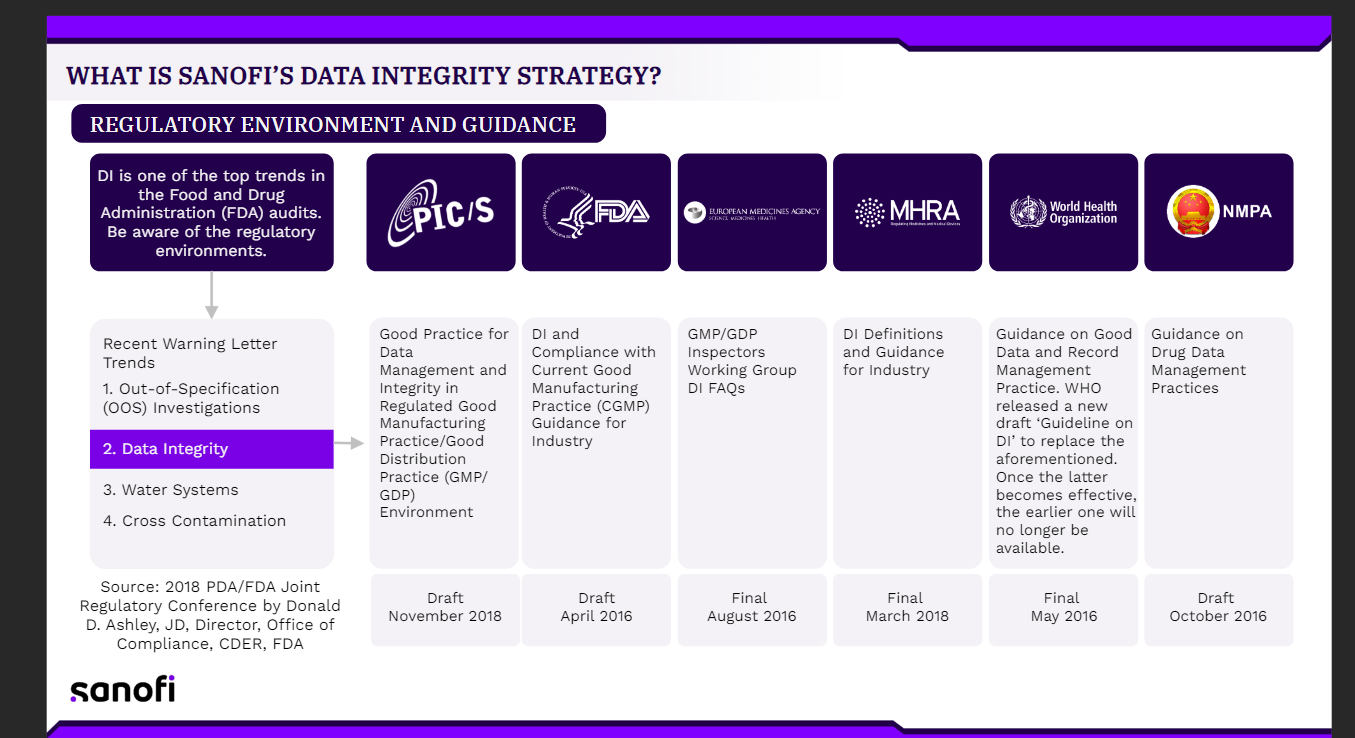 WHAT IS SANOFI’S DATA INTEGRITY STRATEGY?
REGULATORY ENVIRONMENT AND GUIDANCE
DI is one of the top trends in
the Food and Drug
Administration (FDA) audits.
Be aware of the regulatory
environments.
Recent Warning Letter
Trends
1. Out-of-Specification
(OOS) Investigations
2. Data Integrity
3. Water Systems
4. Cross Contamination
Source: 2018 PDA/FDA Joint
Regulatory Conference by Donald
D. Ashley, JD, Director, Office of
Compliance, CDER, FDA
PIC/S
Good Practice for
Data
Management and
Integrity in
Regulated Good
Manufacturing
Practice/Good
Distribution
Practice (GMP/
GDP)
Environment
Draft
November 2018
FDA
DI and
Compliance with
Current Good
Manufacturing
Practice (CGMP)
Guidance for
Industry
Draft
April 2016
EUROPEAN MEDICINES AGENCY
SCIENCE MEDICINES HEALTH
GMP/GDP
Inspectors
Working Group
DI FAQs
Final
August 2016
MHRA
Regulating Medicines and Medical Devices
DI Definitions
and Guidance
for Industry
Final
March 2018
World Health
Organization
Guidance on Good
Data and Record
Management
Practice. WHO
released a new
draft ‘Guideline on
DI’ to replace the
aforementioned.
Once the latter
becomes effective,
the earlier one will
no longer be
available.
Final
May 2016
NMPA
Guidance on
Drug Data
Management
Practices
Draft
October 2016
sanofi